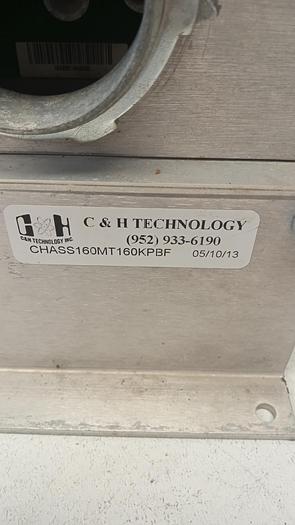 C H
C&H TECHNOLOGY INC.
C & H TECHNOLOGY
(952) 933-6190
CHASS160MT160KPBF 05/10/13